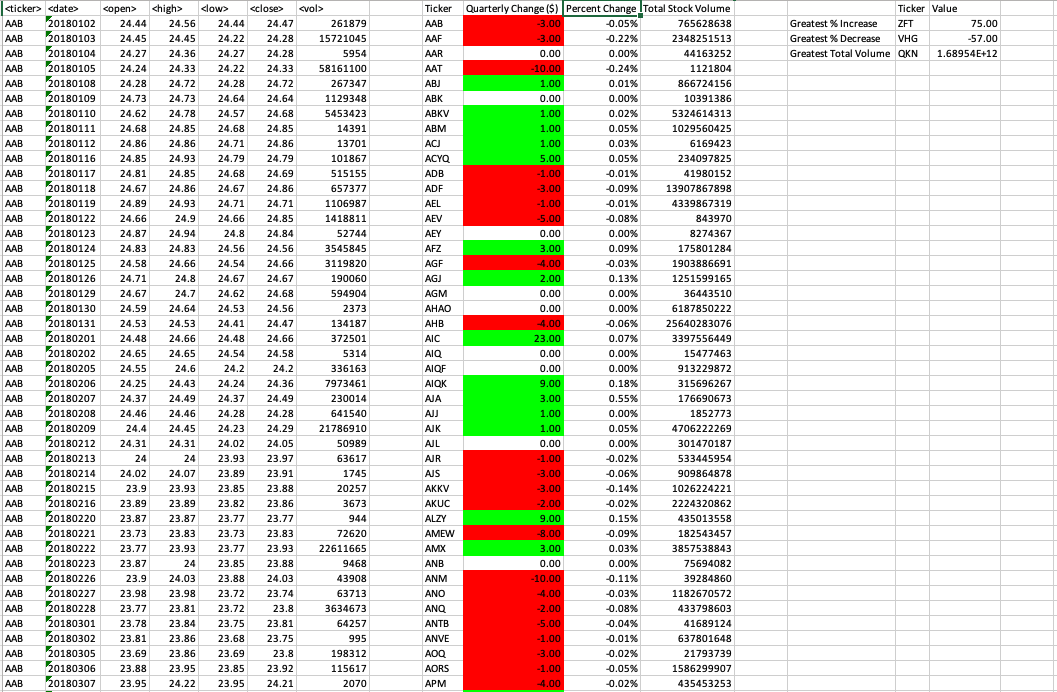 <ticker> <date> <open> <high> <low> <close> <vol> Ticker Quarterly Change ($) Percent Change Total Stock Volume Ticker Value
AAB 20180102 24.44 24.56 24.44 24.47 261879 AAB -3.00 -0.05% 765628638 Greatest % Increase ZFT 75.00
AAB 20180103 24.45 24.45 24.22 24.28 15721045 AAF -3.00 -0.22% 2348251513 Greatest % Decrease VHG -57.00
AAB 20180104 24.27 24.36 24.27 24.28 5954 AAR 0.00 0.00% 44163252 Greatest Total Volume QKN 1.68954E+12
AAB 20180105 24.24 24.33 24.22 24.33 58161100 AAT -10.00 -0.24% 1121804
AAB 20180108 24.28 24.72 24.28 24.72 267347 ABJ 1.00 0.01% 866724156
AAB 20180109 24.73 24.73 24.64 24.64 1129348 ABK 0.00 0.00% 10391386
AAB 20180110 24.62 24.78 24.57 24.68 5453423 ABKV 1.00 0.02% 5324614313
AAB 20180111 24.68 24.85 24.68 24.85 14391 ABM 1.00 0.05% 1029560425
AAB 20180112 24.86 24.86 24.71 24.86 13701 ACJ 1.00 0.03% 6169423
AAB 20180116 24.85 24.93 24.79 24.79 101867 ACYQ 5.00 0.05% 234097825
AAB 20180117 24.81 24.85 24.68 24.69 515155 ADB -1.00 -0.01% 41980152
AAB 20180118 24.67 24.86 24.67 24.86 657377 ADF -3.00 -0.09% 13907867898
AAB 20180119 24.89 24.93 24.71 24.71 1106987 AEL -1.00 -0.01% 4339867319
AAB 20180122 24.66 24.9 24.66 24.85 1418811 AEV -5.00 -0.08% 843970
AAB 20180123 24.87 24.94 24.8 24.84 52744 AEY 0.00 0.00% 8274367
AAB 20180124 24.83 24.83 24.56 24.56 3545845 AFZ 3.00 0.09% 175801284
AAB 20180125 24.58 24.66 24.54 24.66 3119820 AGF -4.00 -0.03% 1903886691
AAB 20180126 24.71 24.8 24.67 24.67 190060 AGJ 2.00 0.13% 1251599165
AAB 20180129 24.67 24.7 24.62 24.68 594904 AGM 0.00 0.00% 36443510
AAB 20180130 24.59 24.64 24.53 24.56 2373 AHAO 0.00 0.00% 6187850222
AAB 20180131 24.53 24.53 24.41 24.47 134187 AHB -4.00 -0.06% 25640283076
AAB 20180201 24.48 24.66 24.48 24.66 372501 AIC 23.00 0.07% 3397556449
AAB 20180202 24.65 24.65 24.54 24.58 5314 AIQ 0.00 0.00% 15477463
AAB 20180205 24.55 24.6 24.2 24.2 336163 AIQF 0.00 0.00% 913229872
AAB 20180206 24.25 24.43 24.24 24.36 7973461 AIQK 9.00 0.18% 315696267
AAB 20180207 24.37 24.49 24.37 24.49 230014 AJA 3.00 0.55% 176690673
AAB 20180208 24.46 24.46 24.28 24.28 641540 AJJ 1.00 0.00% 1852773
AAB 20180209 24.4 24.45 24.23 24.29 21786910 AJK 1.00 0.05% 4706222269
AAB 20180212 24.31 24.31 24.02 24.05 50989 AJL 0.00 0.00% 301470187
AAB 20180213 24 24 23.93 23.97 63617 AJR -1.00 -0.02% 533445954
AAB 20180214 24.02 24.07 23.89 23.91 1745 AJS -3.00 -0.06% 909864878
AAB 20180215 23.9 23.93 23.85 23.88 20257 AKKV -3.00 -0.14% 1026224221
AAB 20180216 23.89 23.89 23.82 23.86 3673 AKUC -2.00 -0.02% 2224320862
AAB 20180220 23.87 23.87 23.77 23.77 944 ALZY 9.00 0.15% 435013558
AAB 20180221 23.73 23.83 23.73 23.83 72620 AMEW -8.00 -0.09% 182543457
AAB 20180222 23.77 23.93 23.77 23.93 22611665 AMX 3.00 0.03% 3857538843
AAB 20180223 23.87 24 23.85 23.88 9468 ANB 0.00 0.00% 75694082
AAB 20180226 23.9 24.03 23.88 24.03 43908 ANM -10.00 -0.11% 39284860
AAB 20180227 23.98 23.98 23.72 23.74 63713 ANO -4.00 -0.03% 1182670572
AAB 20180228 23.77 23.81 23.72 23.8 3634673 ANQ -2.00 -0.08% 433798603
AAB 20180301 23.78 23.84 23.75 23.81 64257 ANTB -5.00 -0.04% 41689124
AAB 20180302 23.81 23.86 23.68 23.75 995 ANVE -1.00 -0.01% 637801648
AAB 20180305 23.69 23.86 23.69 23.8 198312 AOQ -3.00 -0.02% 21793739
AAB 20180306 23.88 23.95 23.85 23.92 115617 AORS -1.00 -0.05% 1586299907
AAB 20180307 23.95 24.22 23.95 24.21 2070 APM -4.00 -0.02% 435453253